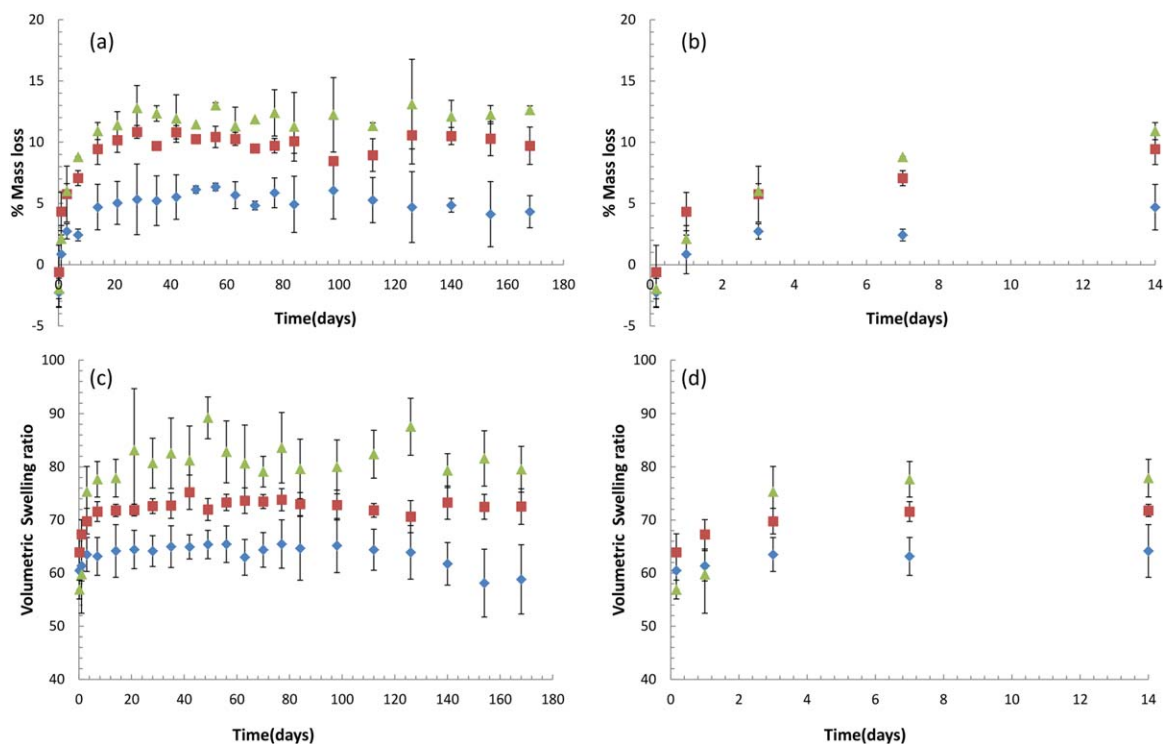 (a)
% Mass loss
20
15
10
5
0
-5
0 20 40 60 80 100 120 140 160 180
Time(days)
(b)
% Mass loss
20
15
10
5
0
-5
0 2 4 6 8 10 12 14
Time(days)
(c)
Volumetric Swelling ratio
100
90
80
70
60
50
40
0 20 40 60 80 100 120 140 160 180
Time(days)
(d)
Volumetric Swelling ratio
100
90
80
70
60
50
40
0 2 4 6 8 10 12 14
Time(days)